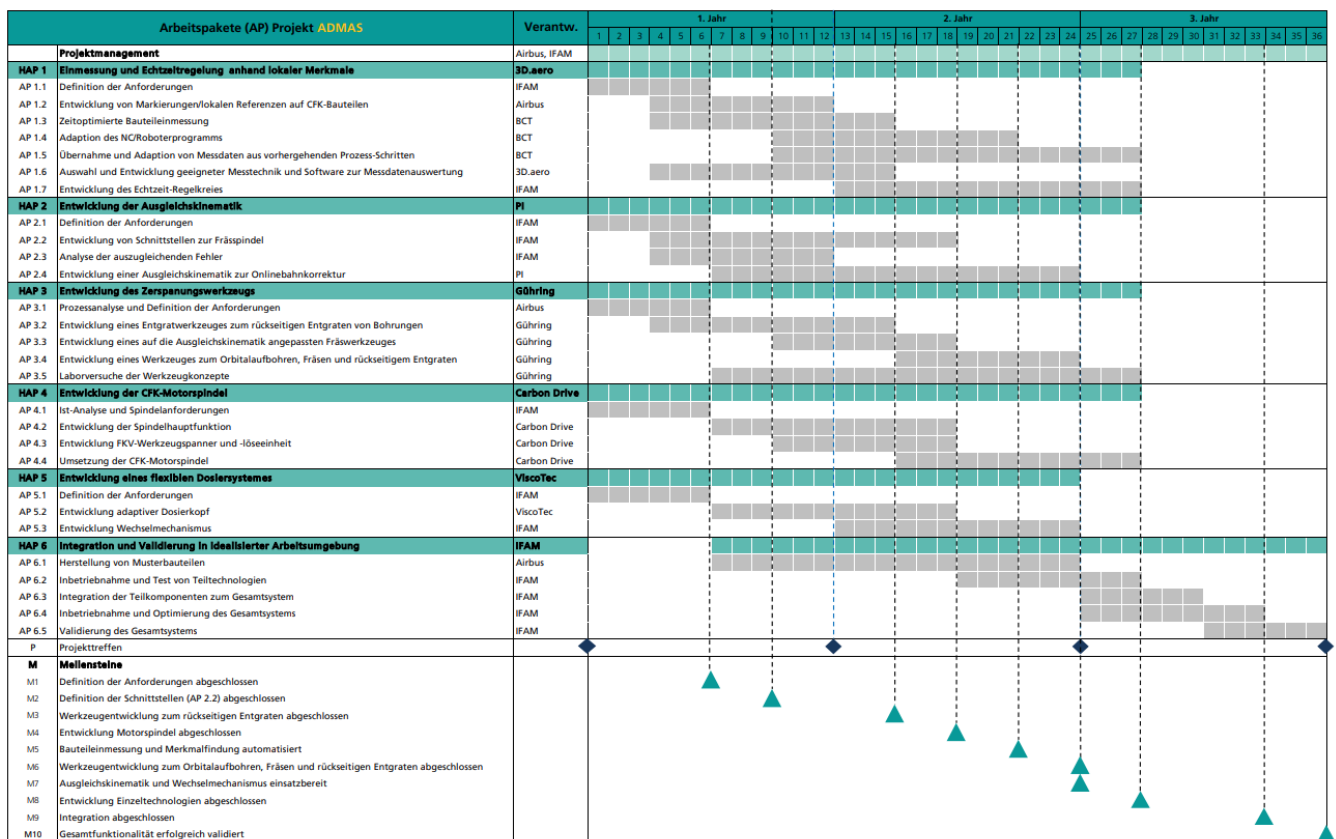 Arbeitspakete (AP) Projekt ADMAS Verantw. 1. Jahr 2. Jahr 3. Jahr
1 2 3 4 5 6 7 8 9 10 11 12 13 14 15 16 17 18 19 20 21 22 23 24 25 26 27 28 29 30 31 32 33 34 35 36
Projektmanagement Airbus, IFAM
HAP 1 Einmessung und Echtzeitregelung anhand lokaler Merkmale 3D.aero
AP 1.1 Definition der Anforderungen IFAM
AP 1.2 Entwicklung von Markierungen/lokalen Referenzen auf CFK-Bauteilen Airbus
AP 1.3 Zeitoptimierte Bauteileinmessung BCT
AP 1.4 Adaption des NC/Roboterprogramms BCT
AP 1.5 Übernahme und Adaption von Messdaten aus vorhergehenden Prozess-Schritten BCT
AP 1.6 Auswahl und Entwicklung geeigneter Messtechnik und Software zur Messdatenauswertung 3D.aero
AP 1.7 Entwicklung des Echtzeit-Regelkreies IFAM
HAP 2 Entwicklung der Ausgleichskinematik PI
AP 2.1 Definition der Anforderungen IFAM
AP 2.2 Entwicklung von Schnittstellen zur Frässpindel IFAM
AP 2.3 Analyse der auszugleichenden Fehler IFAM
AP 2.4 Entwicklung einer Ausgleichskinematik zur Onlinebahnkorrektur PI
HAP 3 Entwicklung des Zerspanungswerkzeugs Gühring
AP 3.1 Prozessanalyse und Definition der Anforderungen Airbus
AP 3.2 Entwicklung eines Entgratwerkzeuges zum rückseitigen Entgraten von Bohrungen Gühring
AP 3.3 Entwicklung eines auf die Ausgleichskinematik angepassten Fräswerkzeuges Gühring
AP 3.4 Entwicklung eines Werkzeuges zum Orbitalaufbohren, Fräsen und rückseitigem Entgraten Gühring
AP 3.5 Laborversuche der Werkzeugkonzepte Gühring
HAP 4 Entwicklung der CFK-Motorspindel Carbon Drive
AP 4.1 Ist-Analyse und Spindelanforderungen IFAM
AP 4.2 Entwicklung der Spindelhauptfunktion Carbon Drive
AP 4.3 Entwicklung FKV-Werkzeugspanner und -löseeinheit Carbon Drive
AP 4.4 Umsetzung der CFK-Motorspindel Carbon Drive
HAP 5 Entwicklung eines flexiblen Dosiersystemes ViscoTec
AP 5.1 Definition der Anforderungen IFAM
AP 5.2 Entwicklung adaptiver Dosierkopf ViscoTec
AP 5.3 Entwicklung Wechselmechanismus IFAM
HAP 6 Integration und Validierung in idealisierter Arbeitsumgebung IFAM
AP 6.1 Herstellung von Musterbauteilen Airbus
AP 6.2 Inbetriebnahme und Test von Teiltechnologien IFAM
AP 6.3 Integration der Teilkomponenten zum Gesamtsystem IFAM
AP 6.4 Inbetriebnahme und Optimierung des Gesamtsystems IFAM
AP 6.5 Validierung des Gesamtsystems IFAM
P Projekttreffen
M Meilensteine
M1 Definition der Anforderungen abgeschlossen
M2 Definition der Schnittstellen (AP 2.2) abgeschlossen
M3 Werkzeugentwicklung zum rückseitigen Entgraten abgeschlossen
M4 Entwicklung Motorspindel abgeschlossen
M5 Bauteileinmessung und Merkmalfindung automatisiert
M6 Werkzeugentwicklung zum Orbitalaufbohren, Fräsen und rückseitigen Entgraten abgeschlossen
M7 Ausgleichskinematik und Wechselmechanismus einsatzbereit
M8 Entwicklung Einzeltechnologien abgeschlossen
M9 Integration abgeschlossen
M10 Gesamtfunktionalität erfolgreich validiert